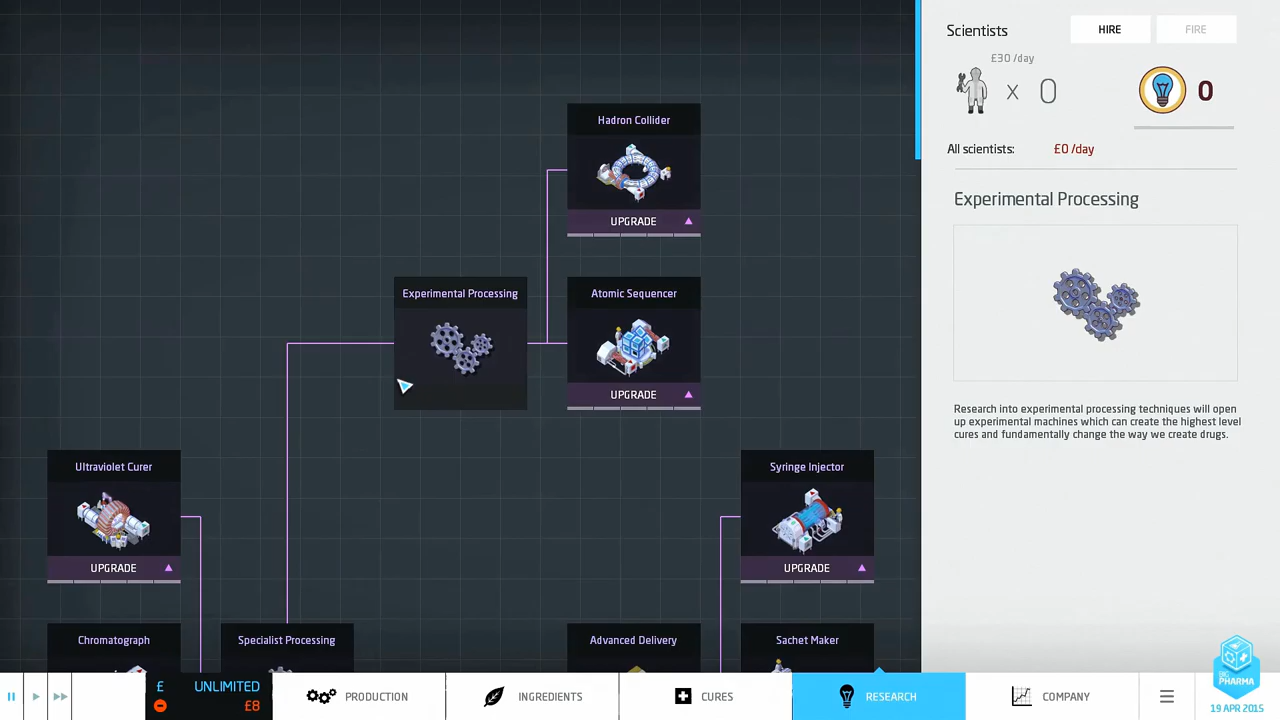 Scientists
HIRE
FIRE
£30 /day
X 0
0
All scientists: £0 /day
Experimental Processing
Research into experimental processing techniques will open
up experimental machines which can create the highest level
cures and fundamentally change the way we create drugs.
Hadron Collider
UPGRADE
Experimental Processing
Atomic Sequencer
UPGRADE
Ultraviolet Curer
UPGRADE
Syringe Injector
UPGRADE
Chromatograph
Specialist Processing
Advanced Delivery
Sachet Maker
£ UNLIMITED
£8
PRODUCTION
INGREDIENTS
CURES
RESEARCH
COMPANY
BIG
PHARMA
19 APR 2015